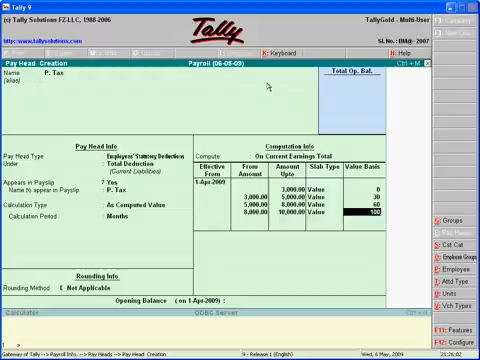 Tally 9
(c) Tally Solutions FZ-LLC, 1988-2006
http://www.tallysolutions.com
Tally
TallyGold - Multi-User
SL No.: DM@-2007
K: Keyboard
H: Help
Pay Head Creation
Payroll (06-05-09)
Ctrl + M
Name : P. Tax
(alias) :
Total Op. Bal.
Pay Head Info
Pay Head Type : Employees' Statutory Deductions
Under : Total Deduction
(Current Liabilities)
Appears in Payslip ? Yes
Name to appear in Payslip : P. Tax
Calculation Type : As Computed Value
Calculation Period : Months
Computation Info
Compute : On Current Earnings Total
Effective From
From Amount
Amount Upto
Slab Type
Value Basis
1-Apr-2009
3,000.00 Value 0
3,000.00 5,000.00 Value 30
5,000.00 8,000.00 Value 60
8,000.00 10,000.00 Value 100
Rounding Info
Rounding Method : Not Applicable
Opening Balance ( on 1-Apr-2009) :
Calculator
ODBC Server
Ctrl + N
1 >
G: Groups
Pay Heads
S: Cst Cat
O: Employee Groups
P: Employee
T: Attd Type
U: Units
V: Vch Types
F11: Features
F12: Configure
Gateway of Tally --> Payroll Info. --> Pay Heads --> Pay Head Creation
9 - Release 1 (English)
Wed, 6 May, 2009
21:26:02